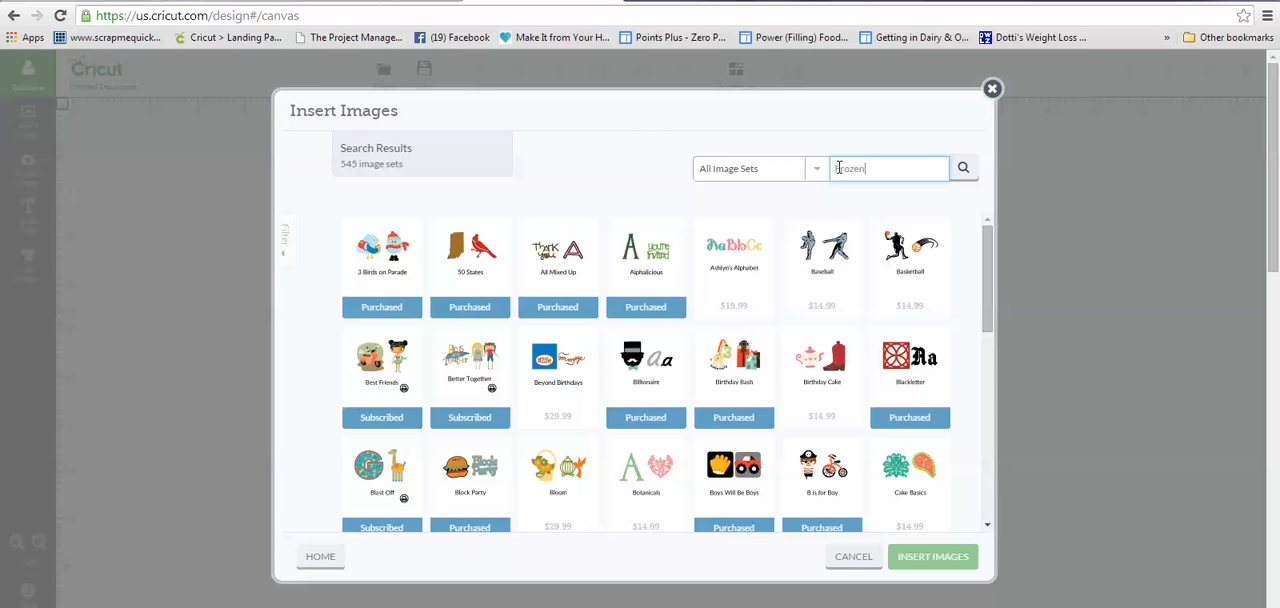 https://us.cricut.com/design#/canvas
Apps www.scrapmequick... Cricut > Landing Pa... The Project Manage... (19) Facebook Make It from Your H... Points Plus - Zero P... Power (Filling) Food... Getting in Dairy & O... Dotti's Weight Loss ... » Other bookmarks
Cricut
Insert Images
Search Results
545 image sets
All Image Sets Frozen
Filter
3 Birds on Parade 50 States All Mixed Up Alphalicious Ashlyn's Alphabet Baseball Basketball
Purchased Purchased Purchased Purchased $19.99 $14.99 $14.99
Best Friends Better Together Beyond Birthdays Billionaire Birthday Bash Birthday Cake Blackletter
Subscribed Subscribed $29.99 Purchased Purchased $14.99 Purchased
Blast Off Block Party Bloom Botanicals Boys Will Be Boys B is for Boy Cake Basics
Subscribed Purchased $29.99 $14.99 Purchased Purchased $14.99
HOME CANCEL INSERT IMAGES